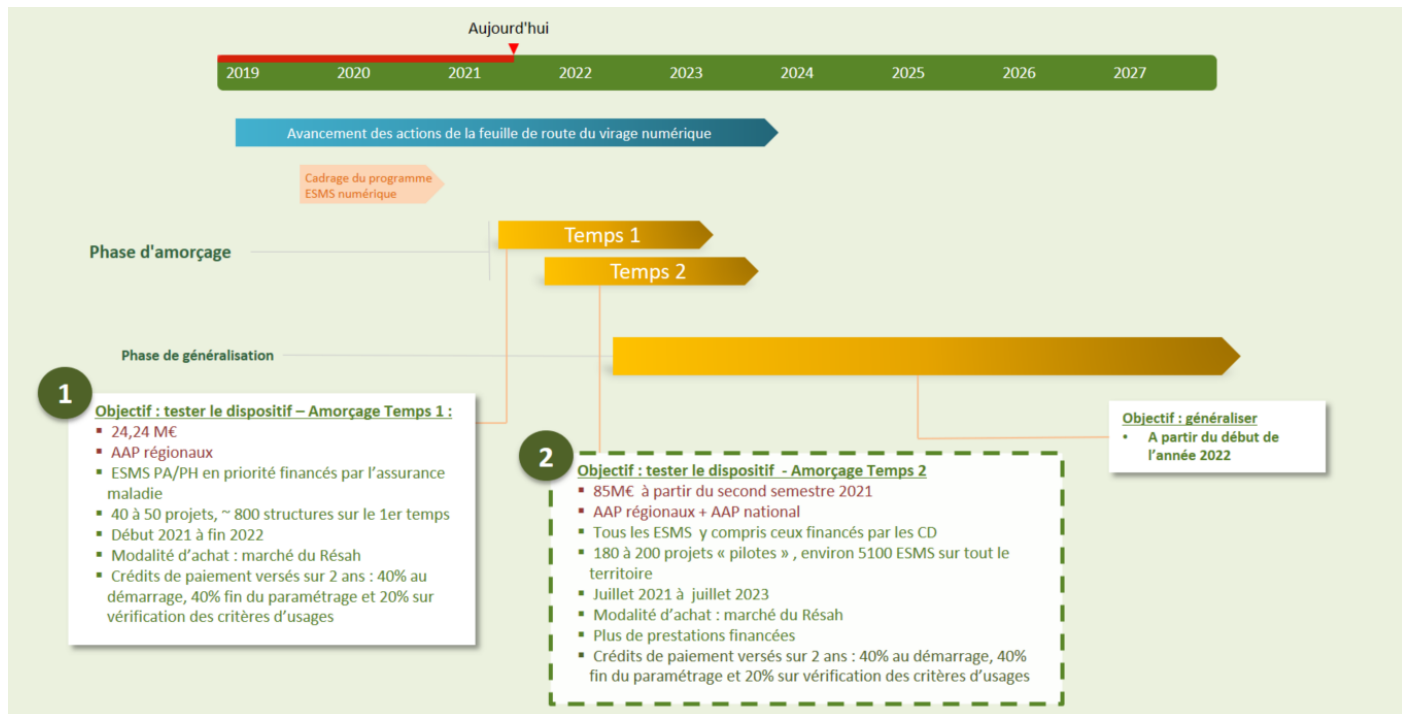 Aujourd'hui
2019 2020 2021 2022 2023 2024 2025 2026 2027
Avancement des actions de la feuille de route du virage numérique
Cadrage du programme
ESMS numérique
Temps 1
Phase d'amorçage
Temps 2
Phase de généralisation
1
Objectif : tester le dispositif – Amorçage Temps 1 :
▪ 24,24 M€
▪ AAP régionaux
▪ ESMS PA/PH en priorité financés par l'assurance
maladie
▪ 40 à 50 projets, ~ 800 structures sur le 1er temps
▪ Début 2021 à fin 2022
▪ Modalité d'achat : marché du Résah
▪ Crédits de paiement versés sur 2 ans : 40% au
démarrage, 40% fin du paramétrage et 20% sur
vérification des critères d'usages
2
Objectif : tester le dispositif - Amorçage Temps 2
▪ 85M€ à partir du second semestre 2021
▪ AAP régionaux + AAP national
▪ Tous les ESMS y compris ceux financés par les CD
▪ 180 à 200 projets « pilotes » , environ 5100 ESMS sur tout le
territoire
▪ Juillet 2021 à juillet 2023
▪ Modalité d'achat : marché du Résah
▪ Plus de prestations financées
▪ Crédits de paiement versés sur 2 ans : 40% au démarrage, 40%
fin du paramétrage et 20% sur vérification des critères d'usages
Objectif : généraliser
• A partir du début de
l'année 2022